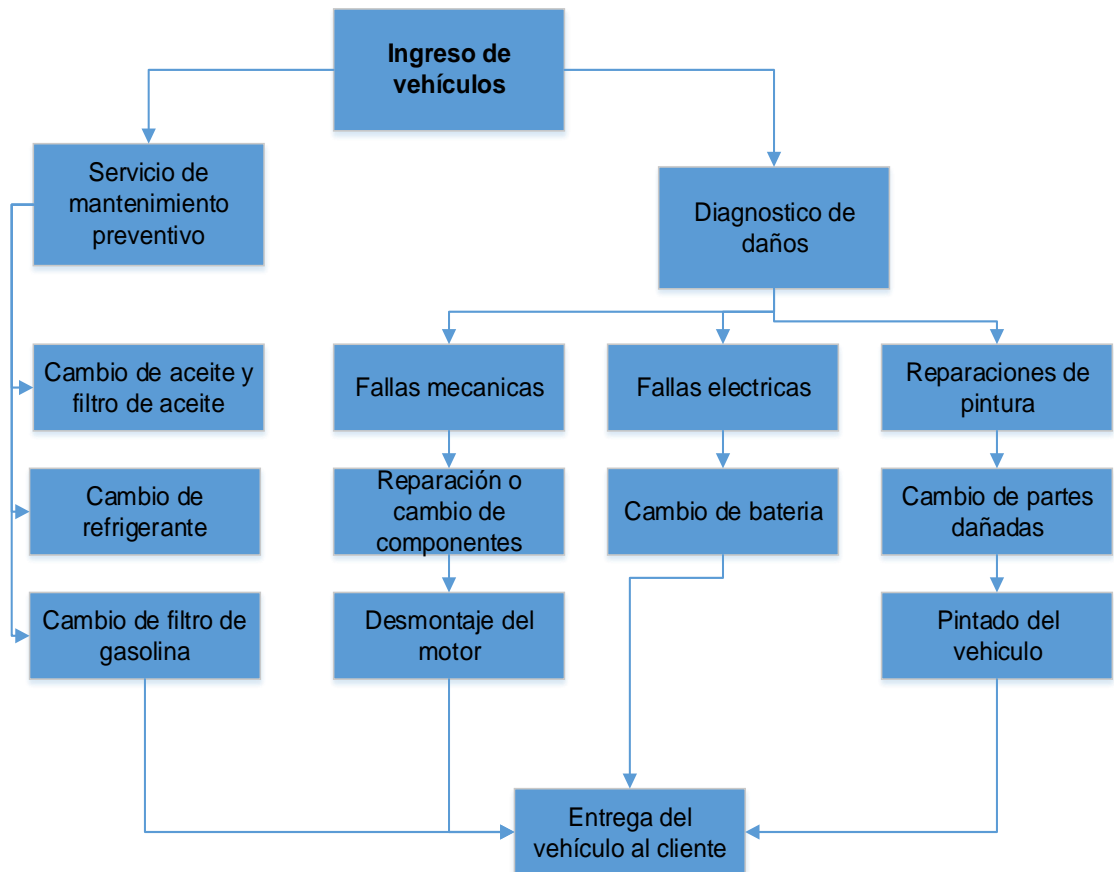 Ingreso de
vehículos
Servicio de
mantenimiento
preventivo
Diagnostico de
daños
Cambio de aceite y
filtro de aceite
Fallas mecanicas
Fallas electricas
Reparaciones de
pintura
Cambio de
refrigerante
Reparación o
cambio de
componentes
Cambio de bateria
Cambio de partes
dañadas
Cambio de filtro de
gasolina
Desmontaje del
motor
Pintado del
vehiculo
Entrega del
vehículo al cliente